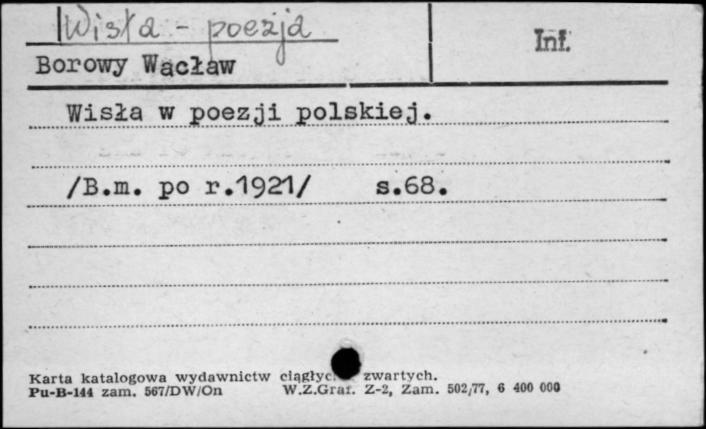 Wisła - poezja
Inf.
Borowy Wacław
Wisła w poezji polskiej.
/B.m. po r.1921/ s.68.
Karta katalogowa wydawnictw ciągłyc zwartych.
Pu-B-144 zam. 567/DW/On W.Z.Graf. Z-2, Zam. 502/77, 6 400 000